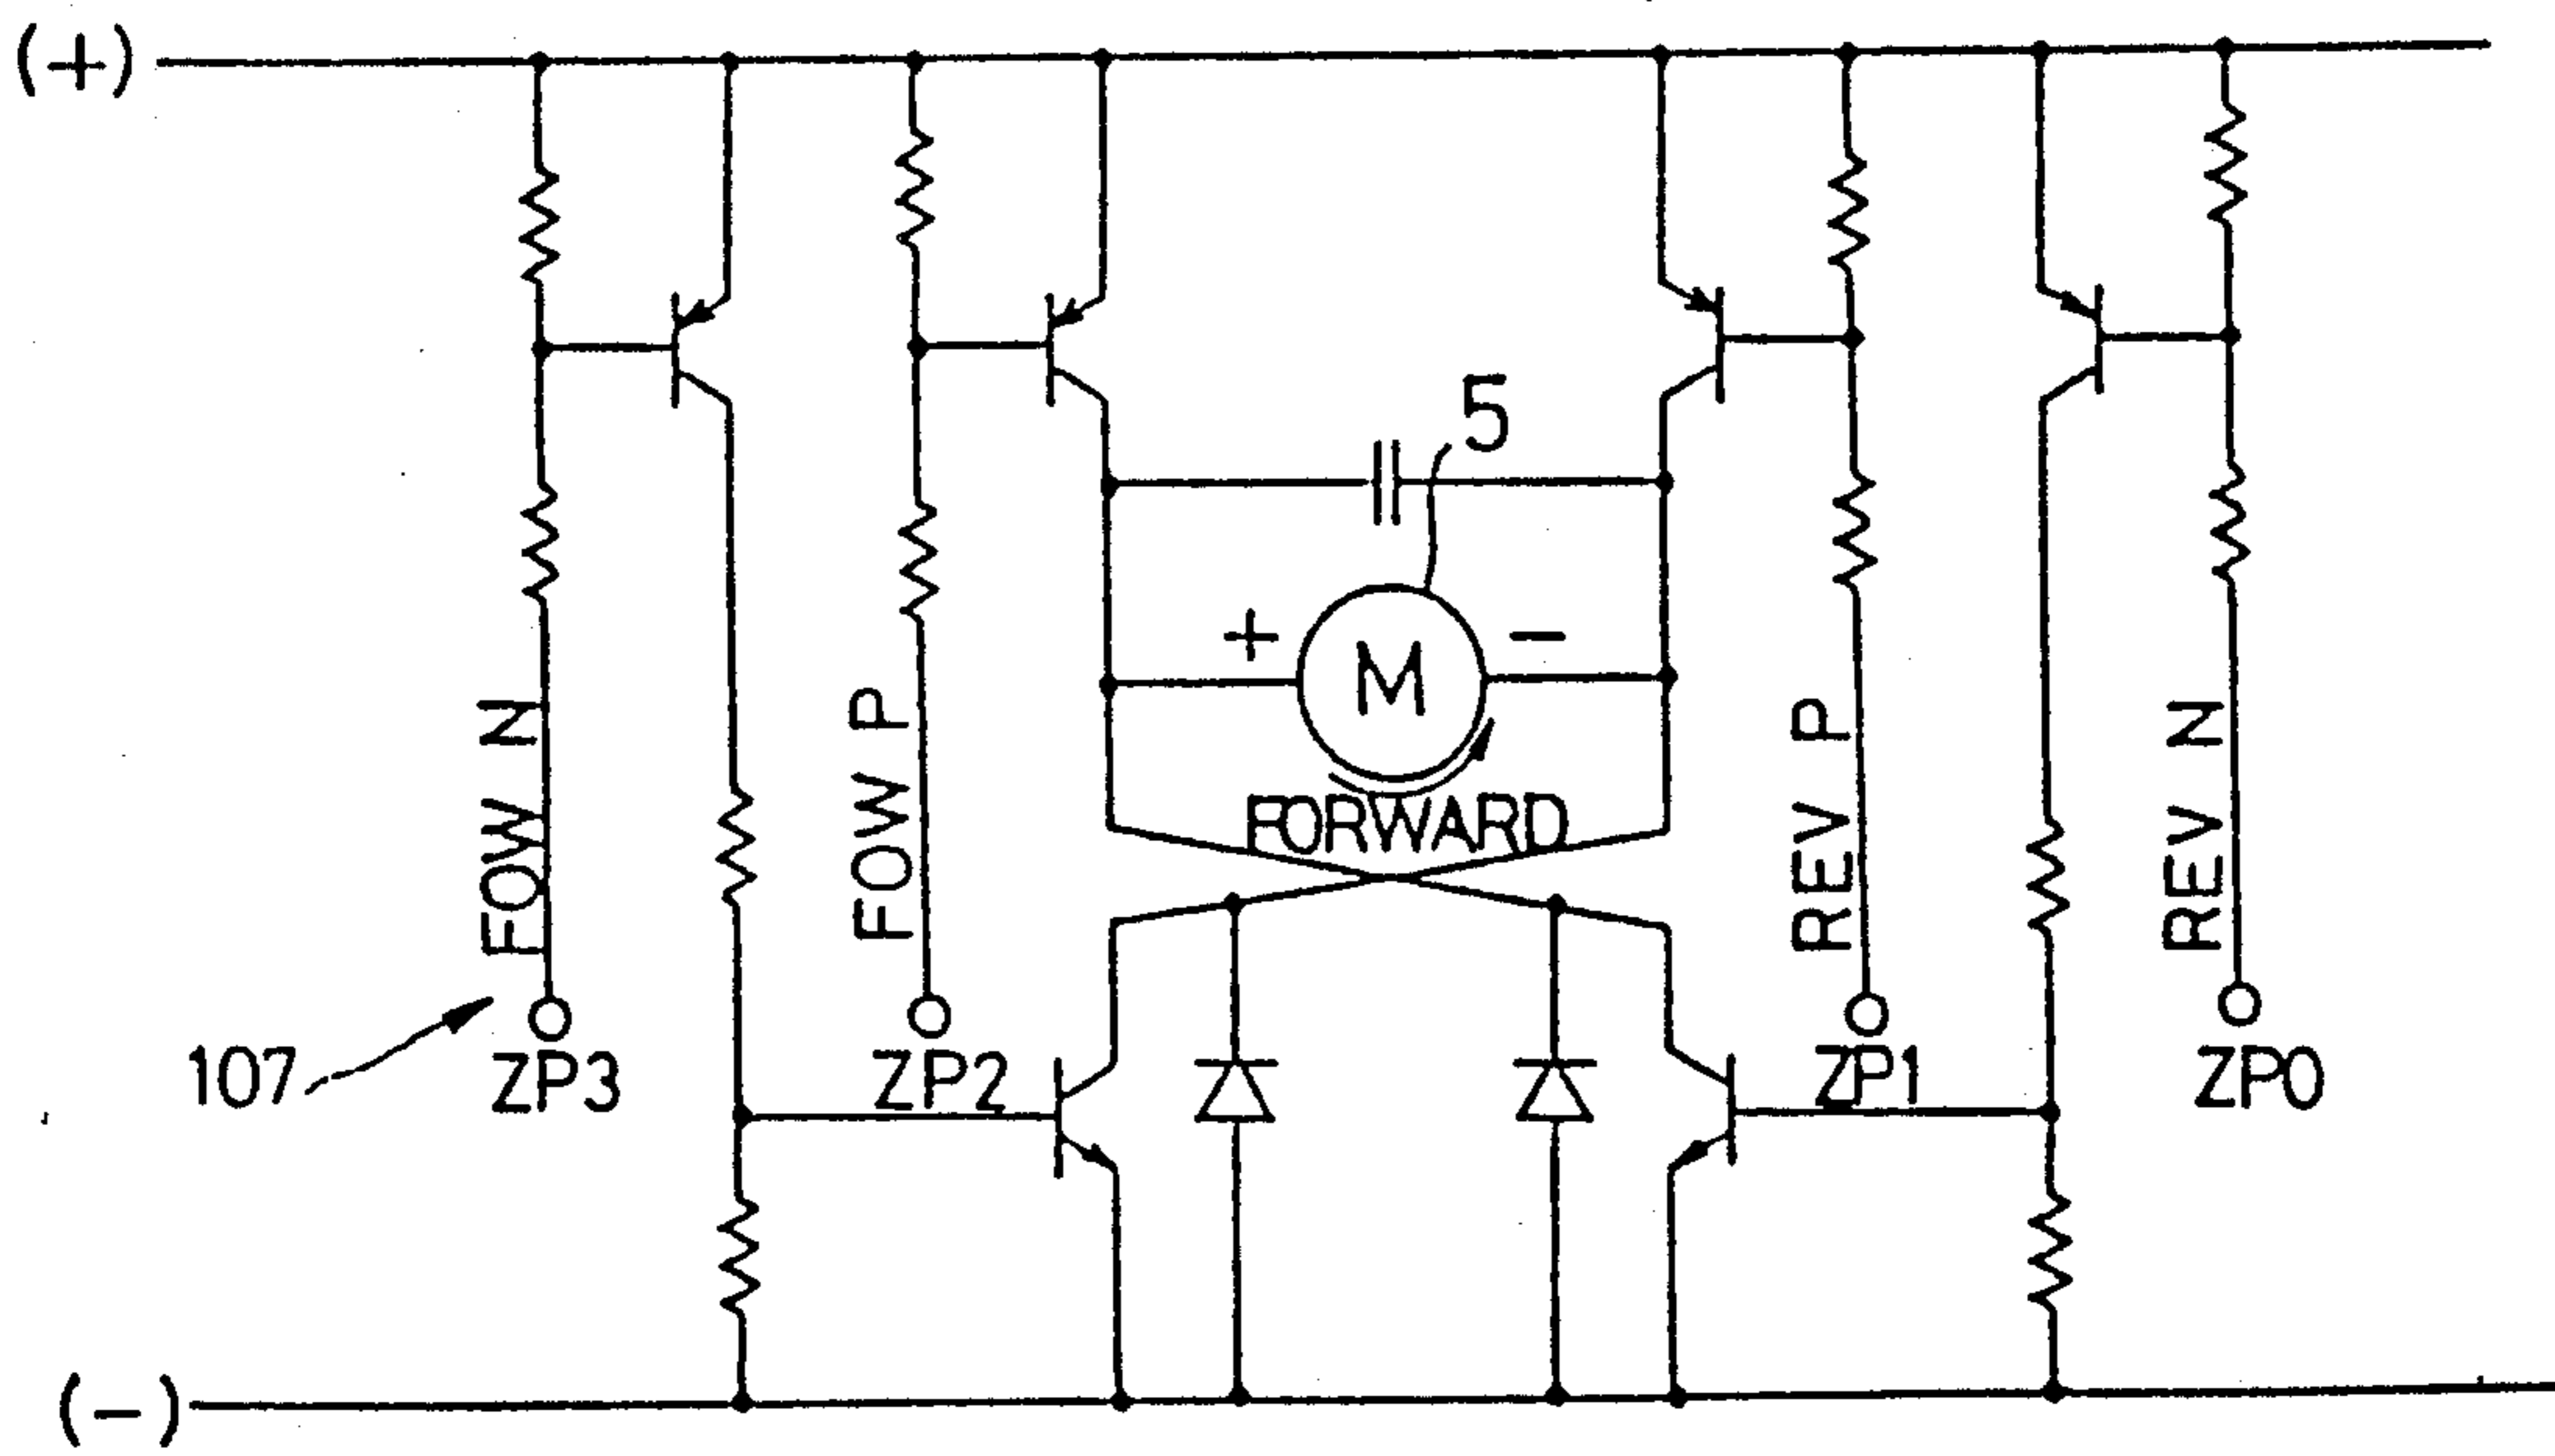 (+)
5
+
−
M
FORWARD
FOW N
FOW P
REV P
REV N
107
ZP3
ZP2
ZP1
ZP0
(−)